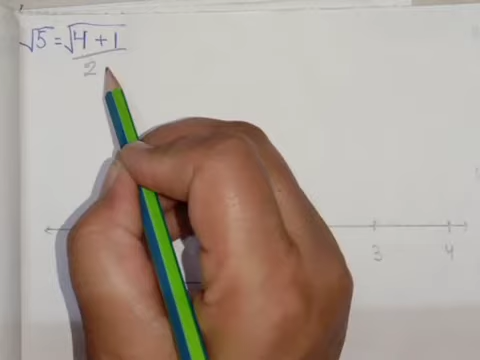 √5 = √4 + 1
2
3 4